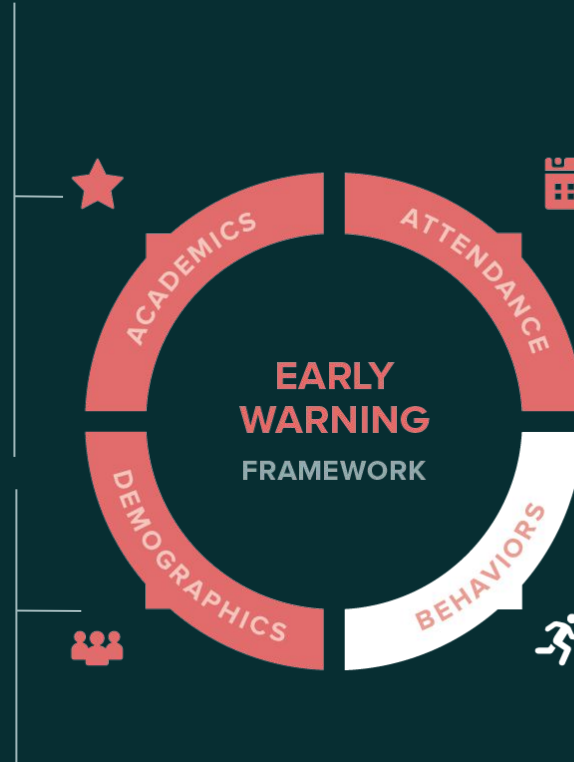 ACADEMICS
ATTENDANCE
EARLY
WARNING
FRAMEWORK
DEMOGRAPHICS
BEHAVIORS